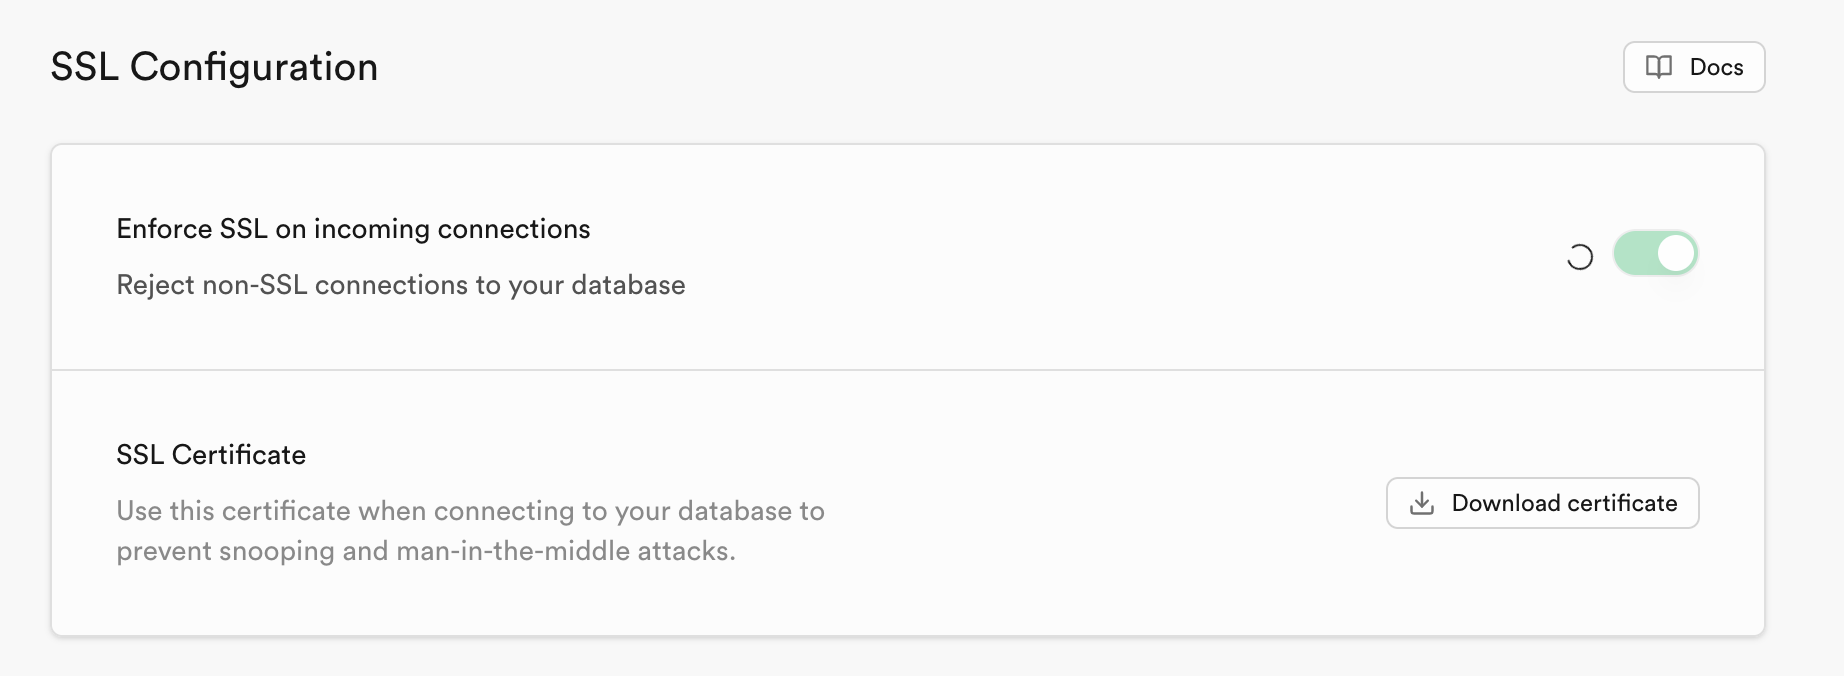 SSL Configuration
Docs
Enforce SSL on incoming connections
Reject non-SSL connections to your database
SSL Certificate
Use this certificate when connecting to your database to
prevent snooping and man-in-the-middle attacks.
Download certificate